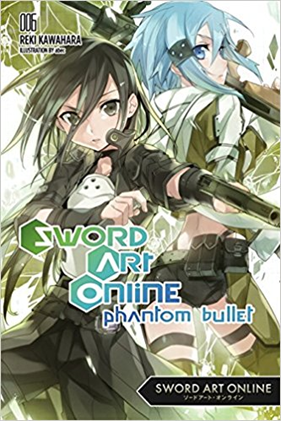 006
REKI KAWAHARA
ILLUSTRATION BY abec
SWORD
ART
ONLINE
phantom bullet
SWORD ART ONLINE
ソードアート・オンライン